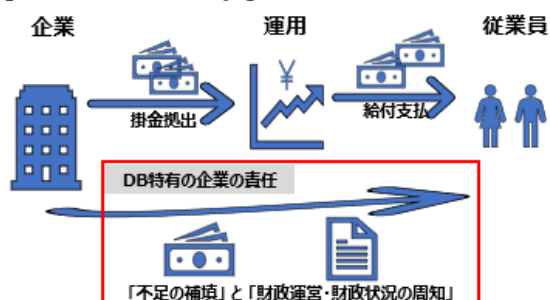 企業
運用
従業員
¥
掛金拠出
給付支払
DB特有の企業の責任
「不足の補填」と「財政運営・財政状況の周知」